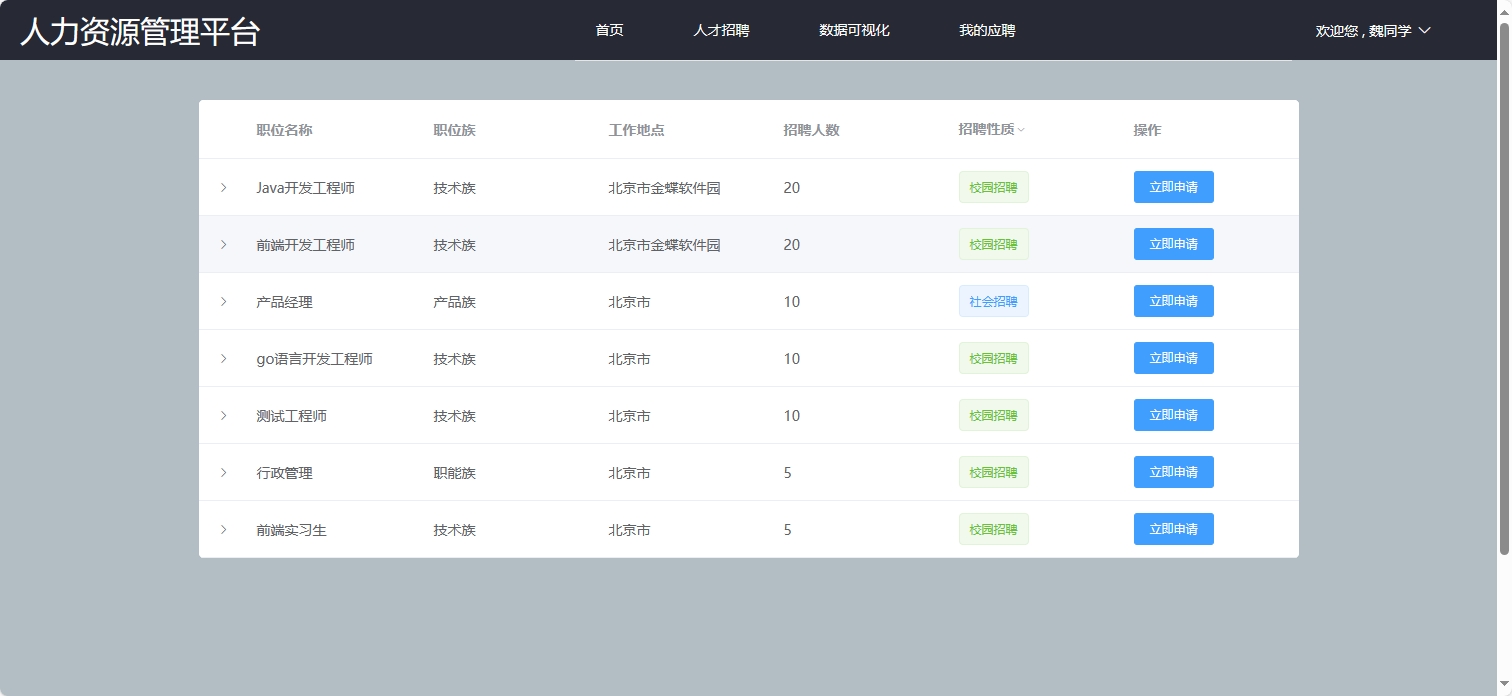 人力资源管理平台 首页 人才招聘 数据可视化 我的应聘 欢迎您 , 魏同学
职位名称 职位族 工作地点 招聘人数 招聘性质 操作
Java开发工程师 技术族 北京市金蝶软件园 20 校园招聘 立即申请
前端开发工程师 技术族 北京市金蝶软件园 20 校园招聘 立即申请
产品经理 产品族 北京市 10 社会招聘 立即申请
go语言开发工程师 技术族 北京市 10 校园招聘 立即申请
测试工程师 技术族 北京市 10 校园招聘 立即申请
行政管理 职能族 北京市 5 校园招聘 立即申请
前端实习生 技术族 北京市 5 校园招聘 立即申请